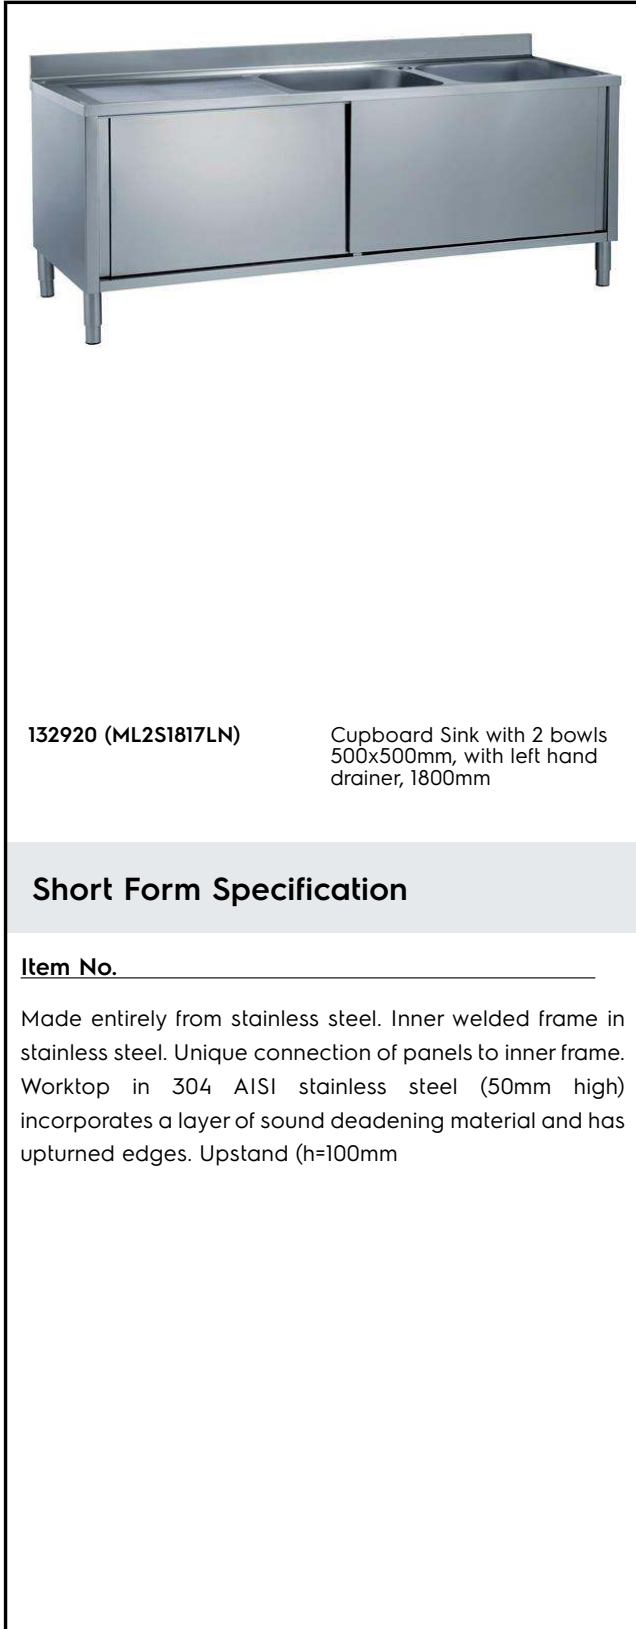 132920 (ML2S1817LN)
Cupboard Sink with 2 bowls
500x500mm, with left hand
drainer, 1800mm
Short Form Specification
Item No.
Made entirely from stainless steel. Inner welded frame in
stainless steel. Unique connection of panels to inner frame.
Worktop in 304 AISI stainless steel (50mm high)
incorporates a layer of sound deadening material and has
upturned edges. Upstand (h=100mm